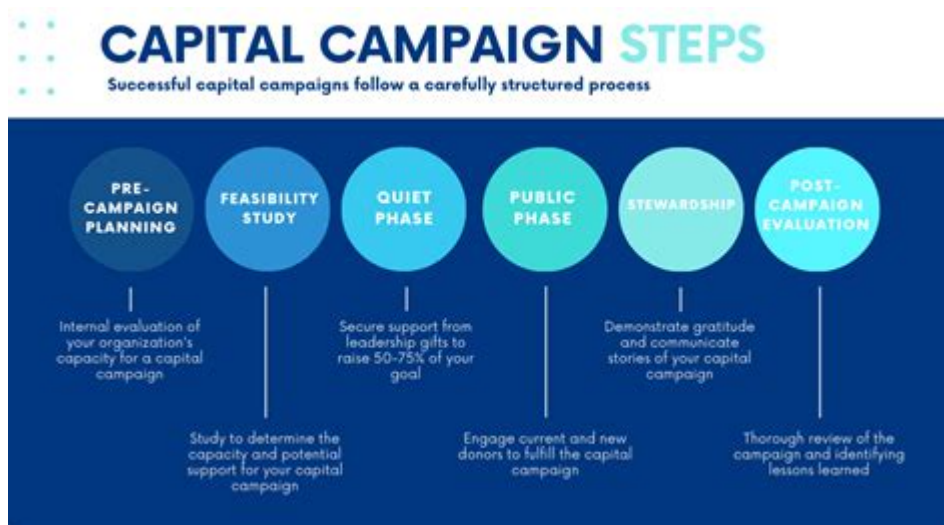 CAPITAL CAMPAIGN STEPS
Successful capital campaigns follow a carefully structured process
PRE-
CAMPAIGN
PLANNING
Internal evaluation of
your organization's
capacity for a capital
campaign
FEASIBILITY
STUDY
Study to determine the
capacity and potential
support for your capital
campaign
QUIET
PHASE
Secure support from
leadership gifts to
raise 50-75% of your
goal
PUBLIC
PHASE
Engage current and new
donors to fulfill the capital
campaign
STEWARDSHIP
Demonstrate gratitude
and communicate
stories of your capital
campaign
POST-
CAMPAIGN
EVALUATION
Thorough review of the
campaign and identifying
lessons learned